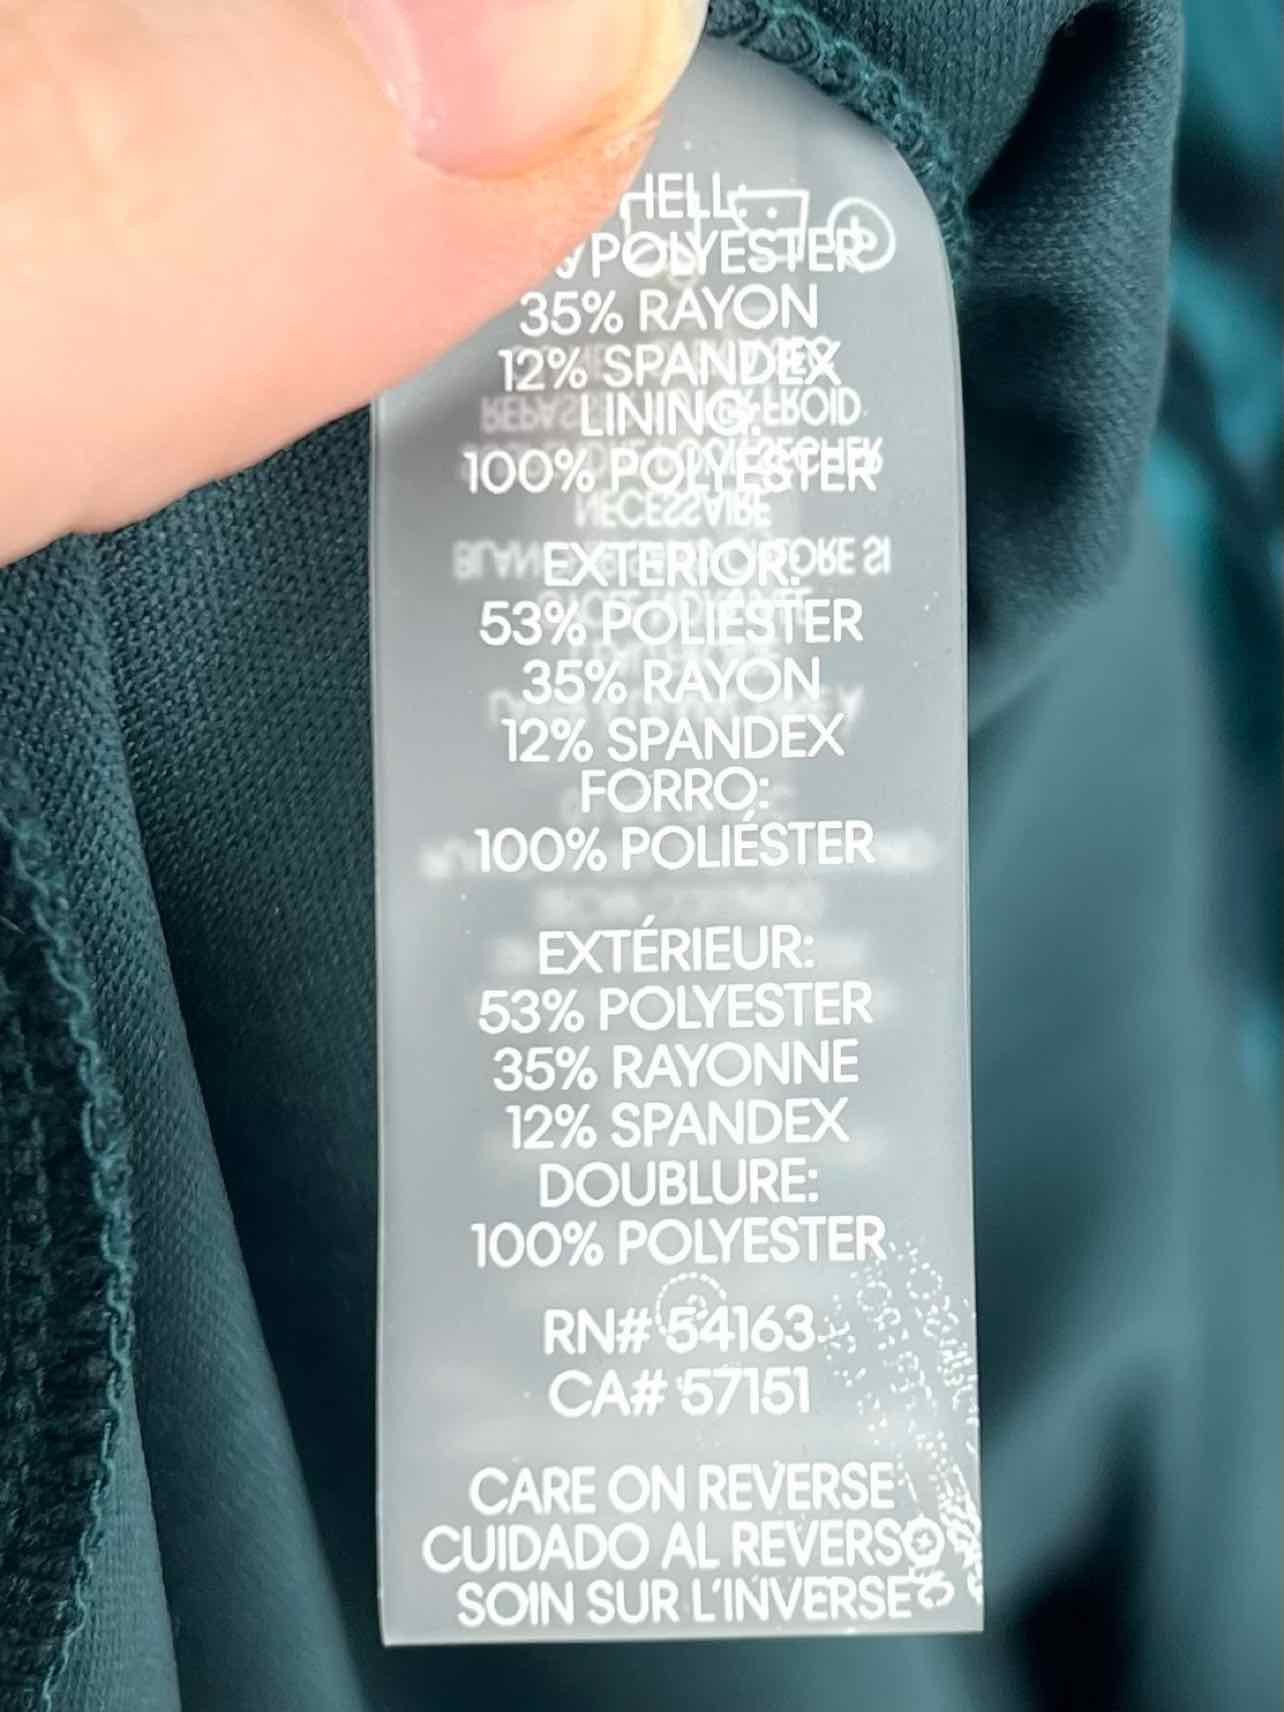 HELL:
POLYESTER
35% RAYON
12% SPANDEX
LINING:
100% POLYESTER
EXTERIOR:
53% POLIÉSTER
35% RAYON
12% SPANDEX
FORRO:
100% POLIÉSTER
EXTÉRIEUR:
53% POLYESTER
35% RAYONNE
12% SPANDEX
DOUBLURE:
100% POLYESTER
RN# 54163
CA# 57151
CARE ON REVERSE
CUIDADO AL REVERSO
SOIN SUR L'INVERSE